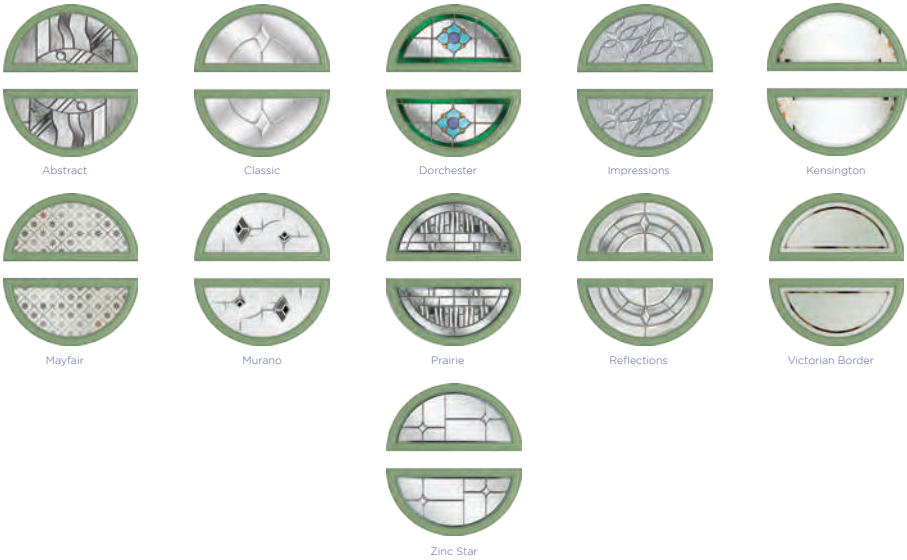 Abstract
Classic
Dorchester
Impressions
Kensington
Mayfair
Murano
Prairie
Reflections
Victorian Border
Zinc Star